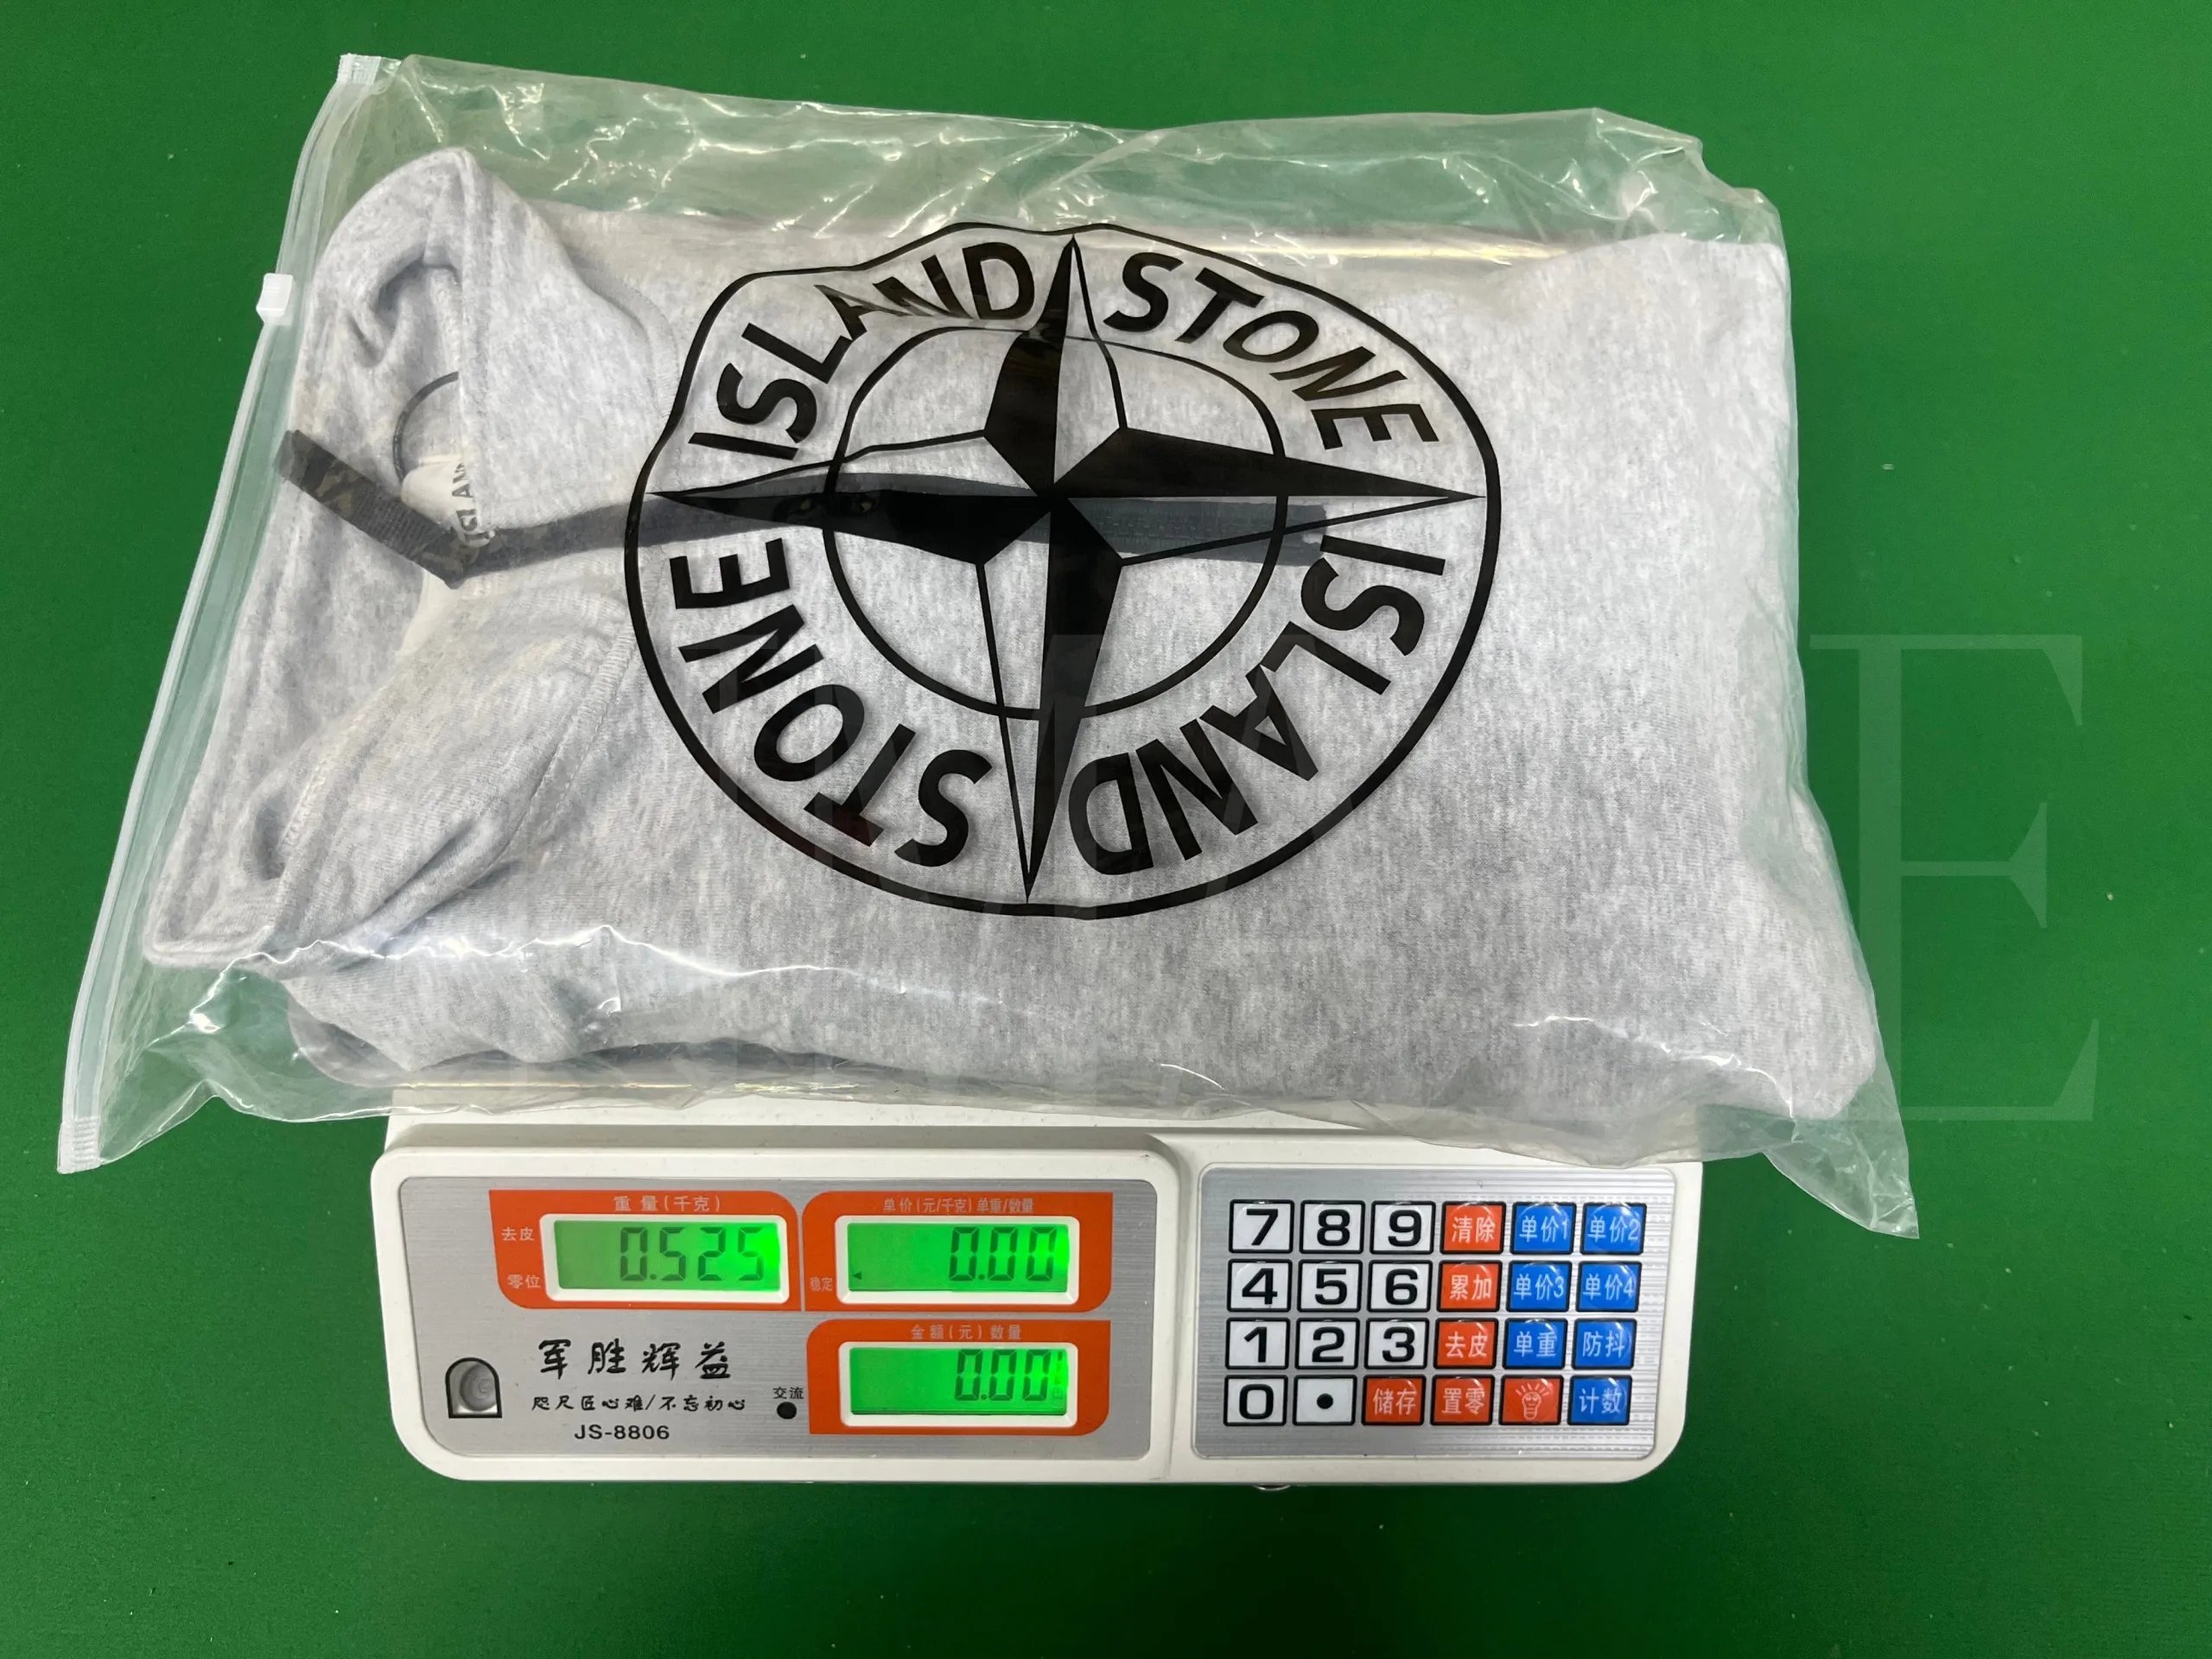 ISLAND STONE
ISLAND
STONE
重量(千克)
去皮
零位
0.525
单价(元/千克)单重/数量
稳定
0.00
金额(元)数量
0.00
军胜辉益
咫尺匠心难/不忘初心
JS-8806
交流
7 8 9 清除 单价1 单价2
4 5 6 累加 单价3 单价4
1 2 3 去皮 单重 防抖
0 • 储存 置零 计数
E